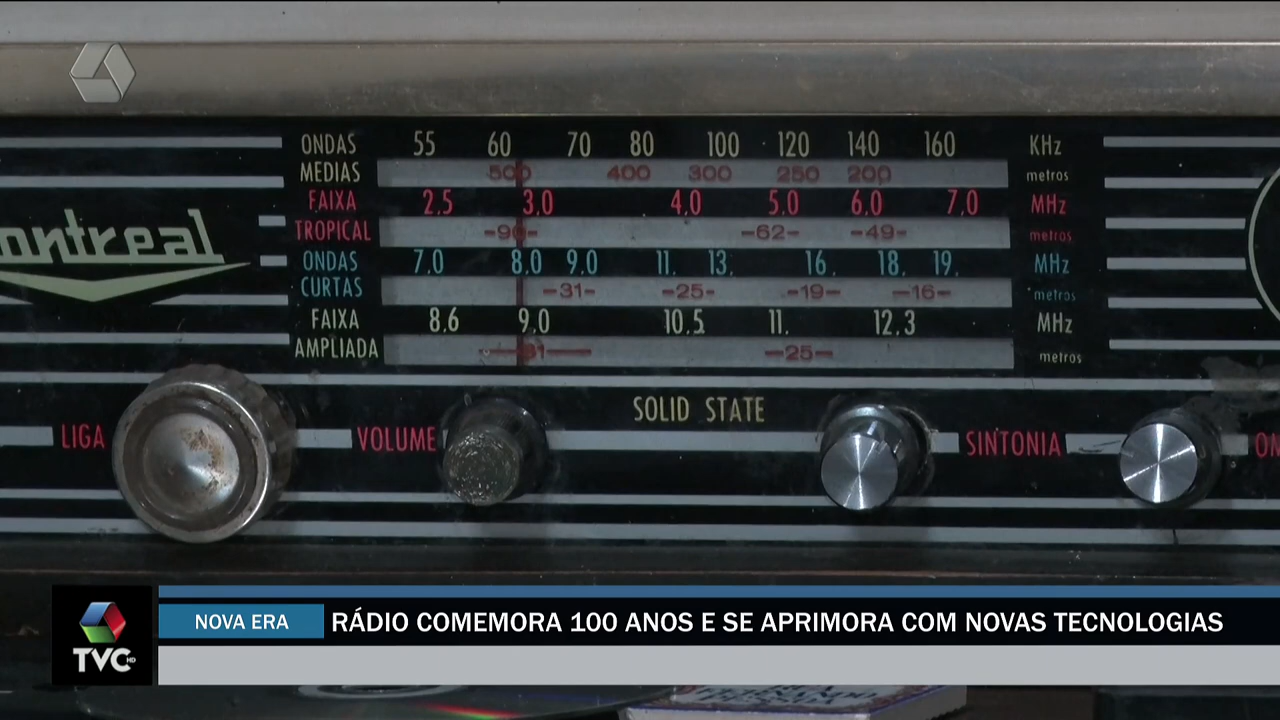 ONDAS 55 60 70 80 100 120 140 160 KHz
MEDIAS 500 400 300 250 200 metros
FAIXA 2.5 3.0 4.0 5.0 6.0 7.0 MHz
TROPICAL -90- -62- -49- metros
ontreal
ONDAS 7.0 8.0 9.0 11. 13. 16. 18. 19. MHz
CURTAS -31- -25- -19- -16- metros
FAIXA 8.6 9.0 10.5 11. 12.3 MHz
AMPLIADA 31 -25- metros
SOLID STATE
LIGA VOLUME SINTONIA
NOVA ERA RÁDIO COMEMORA 100 ANOS E SE APRIMORA COM NOVAS TECNOLOGIAS
TVC HD